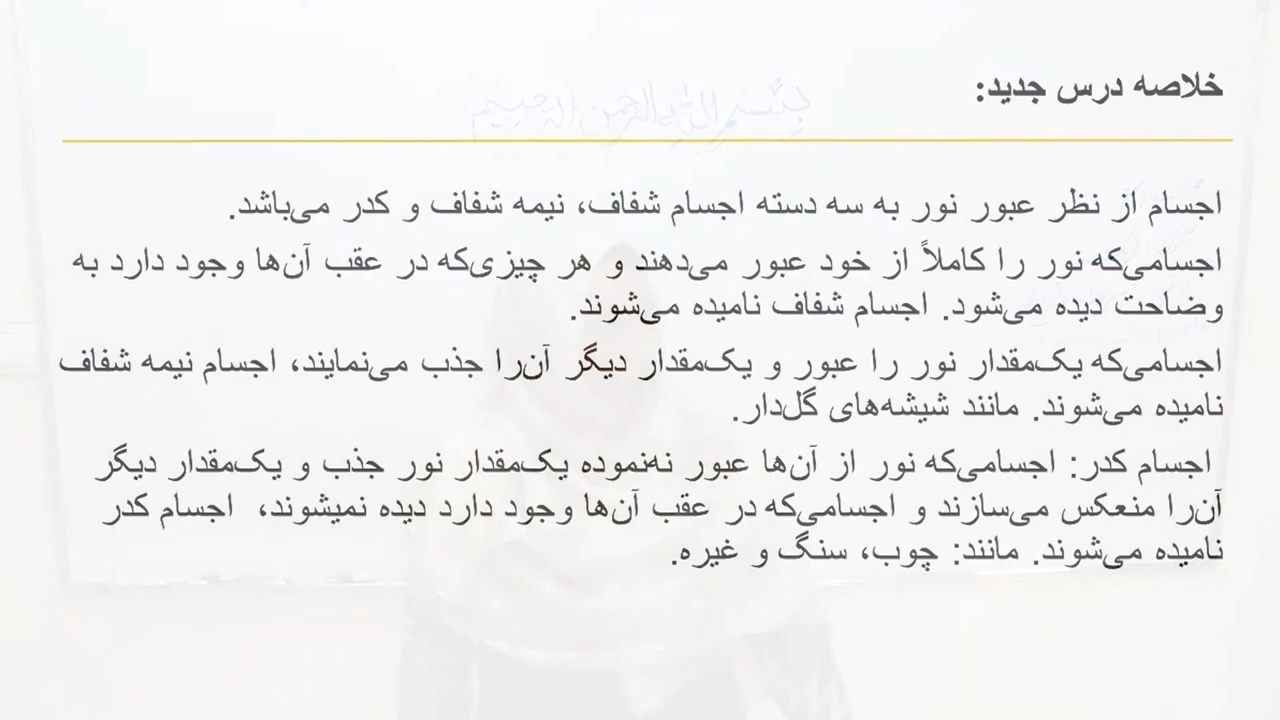 خلاصه درس جدید:
بسم الله الرحمن الرحیم
اجسام از نظر عبور نور به سه دسته اجسام شفاف، نیمه شفاف و کدر می‌باشد.
اجسامی‌که نور را کاملاً از خود عبور می‌دهند و هر چیزی‌که در عقب آن‌ها وجود دارد به
وضاحت دیده می‌شود. اجسام شفاف نامیده می‌شوند.
اجسامی‌که یک‌مقدار نور را عبور و یک‌مقدار دیگر آن‌را جذب می‌نمایند، اجسام نیمه شفاف
نامیده می‌شوند. مانند شیشه‌های گل‌دار.
اجسام کدر: اجسامی‌که نور از آن‌ها عبور نه‌نموده یک‌مقدار نور جذب و یک‌مقدار دیگر
آن‌را منعکس می‌سازند و اجسامی‌که در عقب آن‌ها وجود دارد دیده نمیشوند، اجسام کدر
نامیده می‌شوند. مانند: چوب، سنگ و غیره.